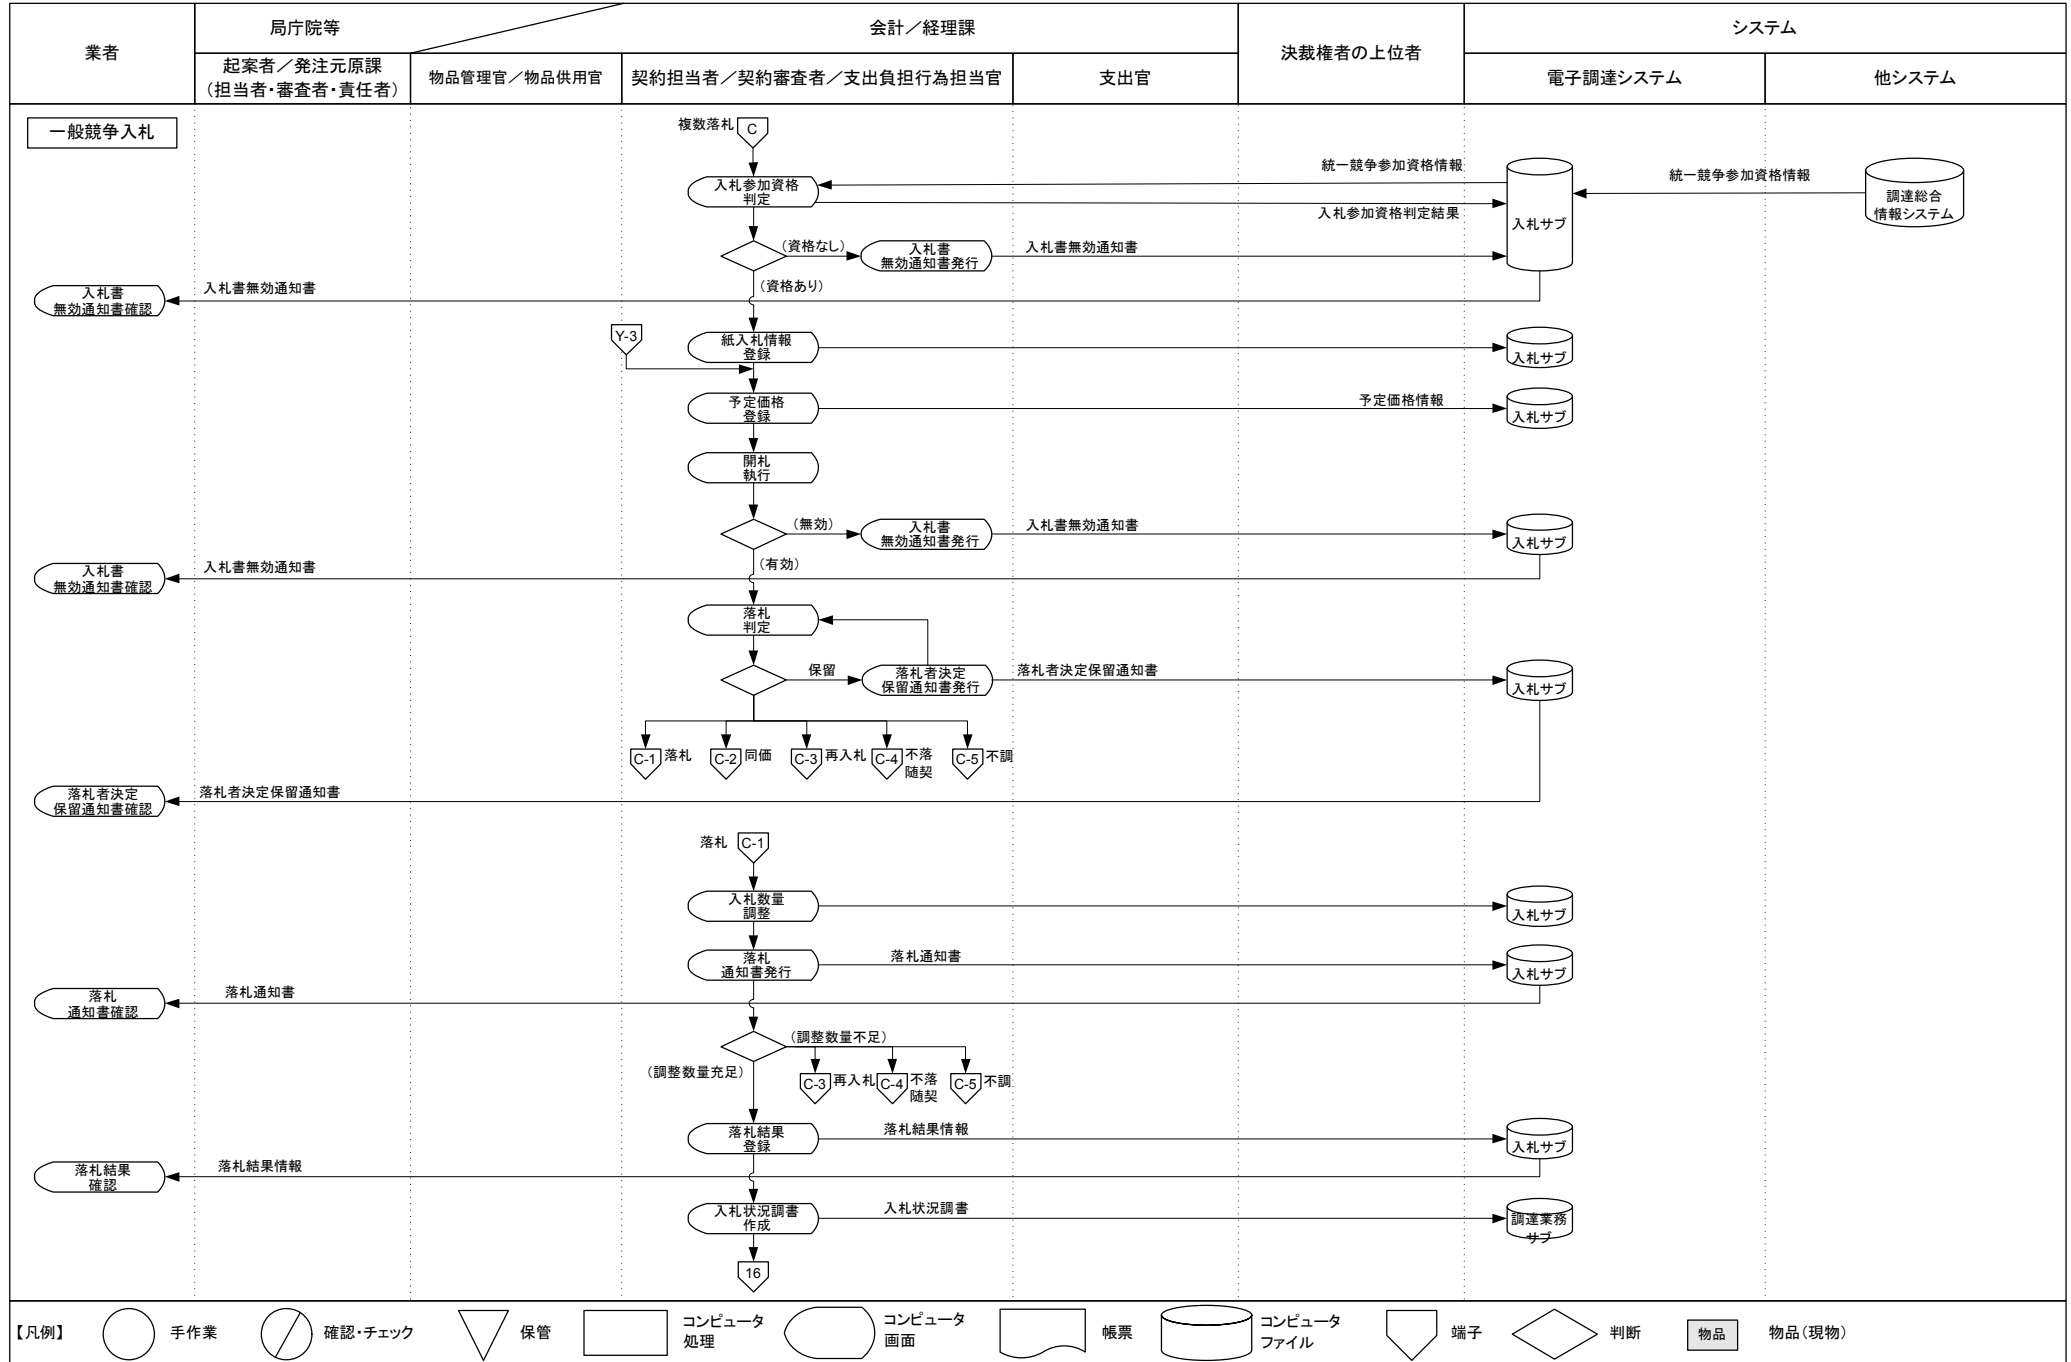 業者
局庁院等
起案者／発注元原課
（担当者・審査者・責任者）
会計／経理課
物品管理官／物品供用官
契約担当者／契約審査者／支出負担行為担当官
支出官
決裁権者の上位者
システム
電子調達システム
他システム
一般競争入札
複数落札
C
入札参加資格
判定
統一競争参加資格情報
入札参加資格判定結果
入札サブ
統一競争参加資格情報
調達総合
情報システム
（資格なし）
入札書
無効通知書発行
入札書無効通知書
（資格あり）
入札書
無効通知書確認
入札書無効通知書
Y-3
紙入札情報
登録
入札サブ
予定価格
登録
予定価格情報
入札サブ
開札
執行
（無効）
入札書
無効通知書発行
入札書無効通知書
入札サブ
（有効）
入札書
無効通知書確認
入札書無効通知書
落札
判定
保留
落札者決定
保留通知書発行
落札者決定保留通知書
入札サブ
C-1
落札
C-2
同価
C-3
再入札
C-4
不落
随契
C-5
不調
落札者決定
保留通知書確認
落札者決定保留通知書
落札
C-1
入札数量
調整
入札サブ
落札
通知書発行
落札通知書
入札サブ
落札
通知書確認
落札通知書
（調整数量不足）
（調整数量充足）
C-3
再入札
C-4
不落
随契
C-5
不調
落札結果
登録
落札結果情報
入札サブ
落札結果
確認
落札結果情報
入札状況調書
作成
入札状況調書
調達業務
サブ
16
【凡例】
手作業
確認・チェック
保管
コンピュータ
処理
コンピュータ
画面
帳票
コンピュータ
ファイル
端子
判断
物品
物品（現物）